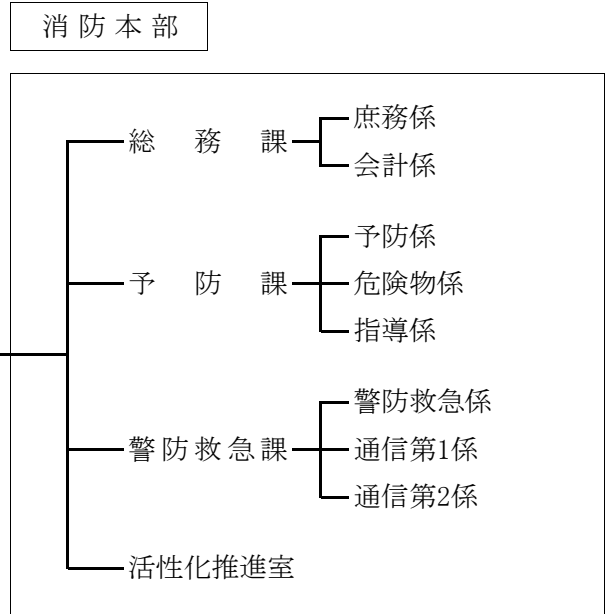 消防本部
総務課
庶務係
会計係
予防課
予防係
危険物係
指導係
警防救急課
警防救急係
通信第1係
通信第2係
活性化推進室